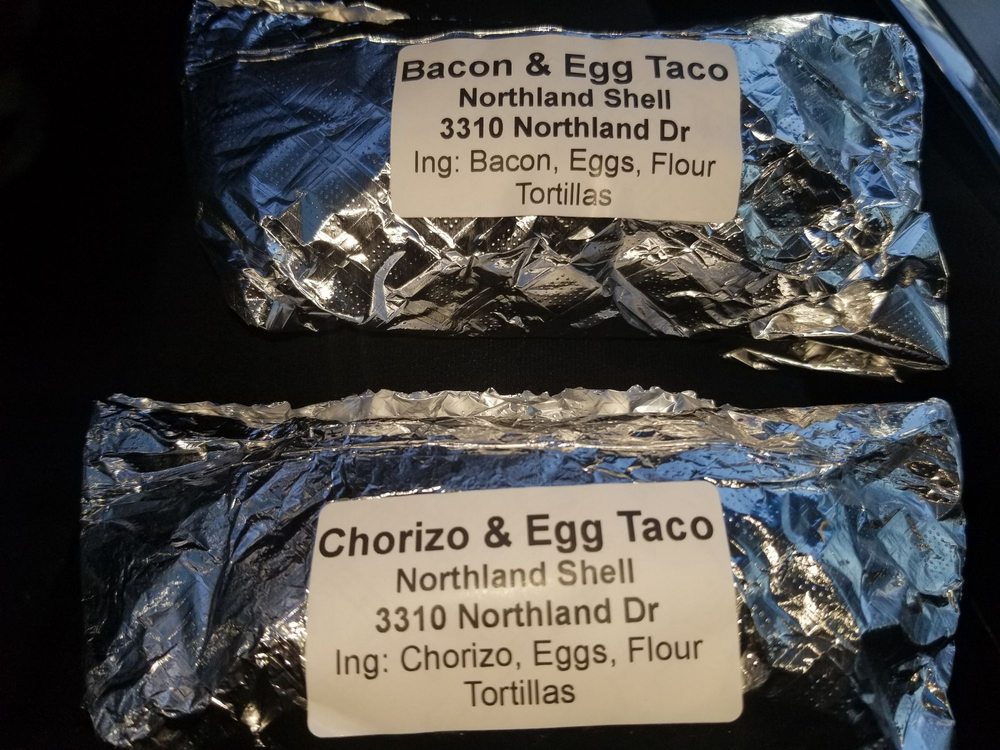 Bacon & Egg Taco
Northland Shell
3310 Northland Dr
Ing: Bacon, Eggs, Flour
Tortillas
Chorizo & Egg Taco
Northland Shell
3310 Northland Dr
Ing: Chorizo, Eggs, Flour
Tortillas